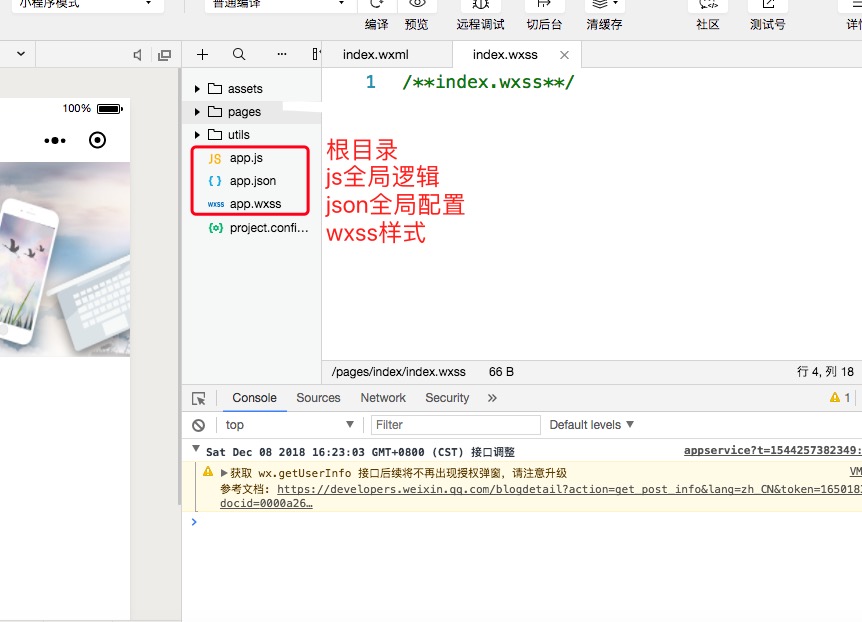 小程序模式
普通编译
编译
预览
远程调试
切后台
清缓存
社区
测试号
详情
index.wxml
index.wxss
assets
pages
utils
JS app.js
{ } app.json
wxss app.wxss
{o} project.confi...
1
/**index.wxss**/
100%
根目录
js全局逻辑
json全局配置
wxss样式
/pages/index/index.wxss
66 B
行 4, 列 18
Console
Sources
Network
Security
1
top
Filter
Default levels
Sat Dec 08 2018 16:23:03 GMT+0800 (CST) 接口调整
appservice?t=1544257382349:
获取 wx.getUserInfo 接口后续将不再出现授权弹窗，请注意升级
VM
参考文档: https://developers.weixin.qq.com/blogdetail?action=get_post_info&lang=zh_CN&token=165018
docid=0000a26…